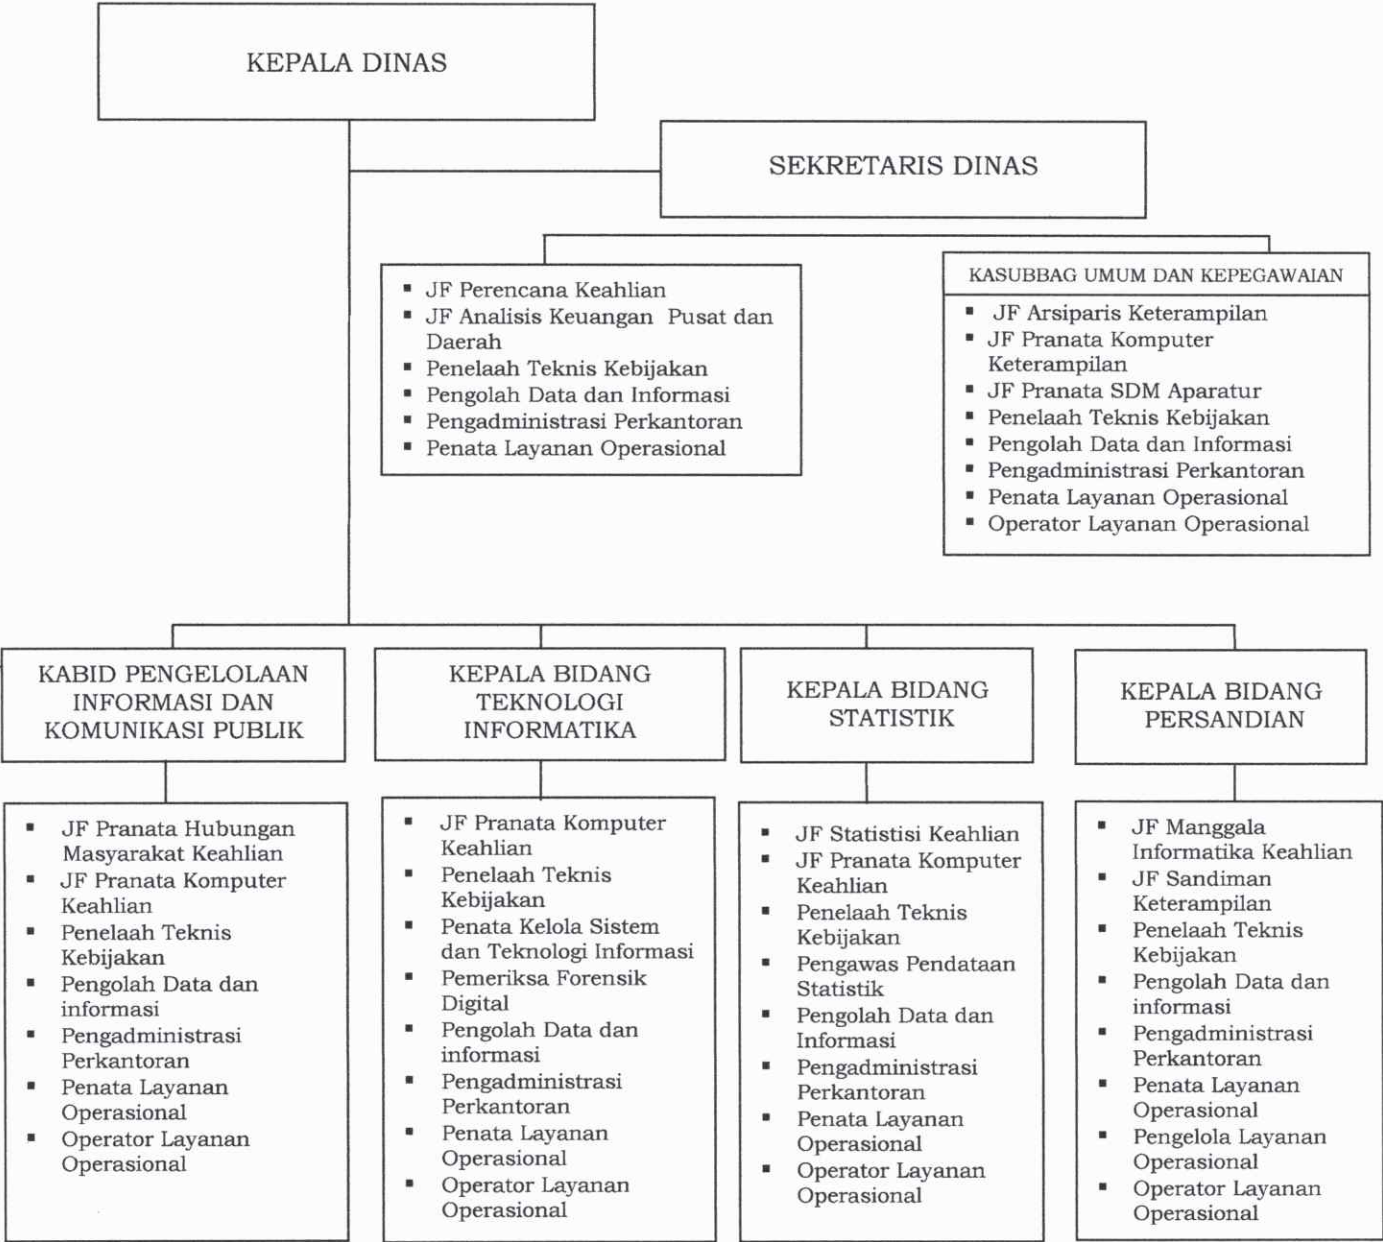 KEPALA DINAS
SEKRETARIS DINAS
▪ JF Perencana Keahlian
▪ JF Analisis Keuangan Pusat dan
Daerah
▪ Penelaah Teknis Kebijakan
▪ Pengolah Data dan Informasi
▪ Pengadministrasi Perkantoran
▪ Penata Layanan Operasional
KASUBBAG UMUM DAN KEPEGAWAIAN
▪ JF Arsiparis Keterampilan
▪ JF Pranata Komputer
Keterampilan
▪ JF Pranata SDM Aparatur
▪ Penelaah Teknis Kebijakan
▪ Pengolah Data dan Informasi
▪ Pengadministrasi Perkantoran
▪ Penata Layanan Operasional
▪ Operator Layanan Operasional
KABID PENGELOLAAN
INFORMASI DAN
KOMUNIKASI PUBLIK
▪ JF Pranata Hubungan
Masyarakat Keahlian
▪ JF Pranata Komputer
Keahlian
▪ Penelaah Teknis
Kebijakan
▪ Pengolah Data dan
informasi
▪ Pengadministrasi
Perkantoran
▪ Penata Layanan
Operasional
▪ Operator Layanan
Operasional
KEPALA BIDANG
TEKNOLOGI
INFORMATIKA
▪ JF Pranata Komputer
Keahlian
▪ Penelaah Teknis
Kebijakan
▪ Penata Kelola Sistem
dan Teknologi Informasi
▪ Pemeriksa Forensik
Digital
▪ Pengolah Data dan
informasi
▪ Pengadministrasi
Perkantoran
▪ Penata Layanan
Operasional
▪ Operator Layanan
Operasional
KEPALA BIDANG
STATISTIK
▪ JF Statistisi Keahlian
▪ JF Pranata Komputer
Keahlian
▪ Penelaah Teknis
Kebijakan
▪ Pengawas Pendataan
Statistik
▪ Pengolah Data dan
Informasi
▪ Pengadministrasi
Perkantoran
▪ Penata Layanan
Operasional
▪ Operator Layanan
Operasional
KEPALA BIDANG
PERSANDIAN
▪ JF Manggala
Informatika Keahlian
▪ JF Sandiman
Keterampilan
▪ Penelaah Teknis
Kebijakan
▪ Pengolah Data dan
informasi
▪ Pengadministrasi
Perkantoran
▪ Penata Layanan
Operasional
▪ Pengelola Layanan
Operasional
▪ Operator Layanan
Operasional